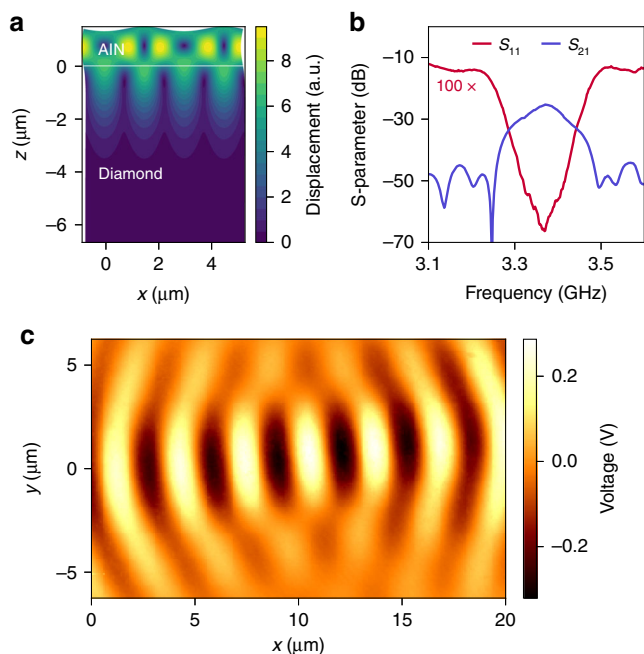 a
AlN
Diamond
0
−2
−4
−6
z (μm)
0 2 4
x (μm)
8
6
4
2
0
Displacement (a.u.)
b
S11 S21
100 ×
−10
−30
−50
−70
S-parameter (dB)
3.1 3.3 3.5
Frequency (GHz)
c
5
0
−5
y (μm)
0 5 10 15 20
x (μm)
0.2
0.0
−0.2
Voltage (V)